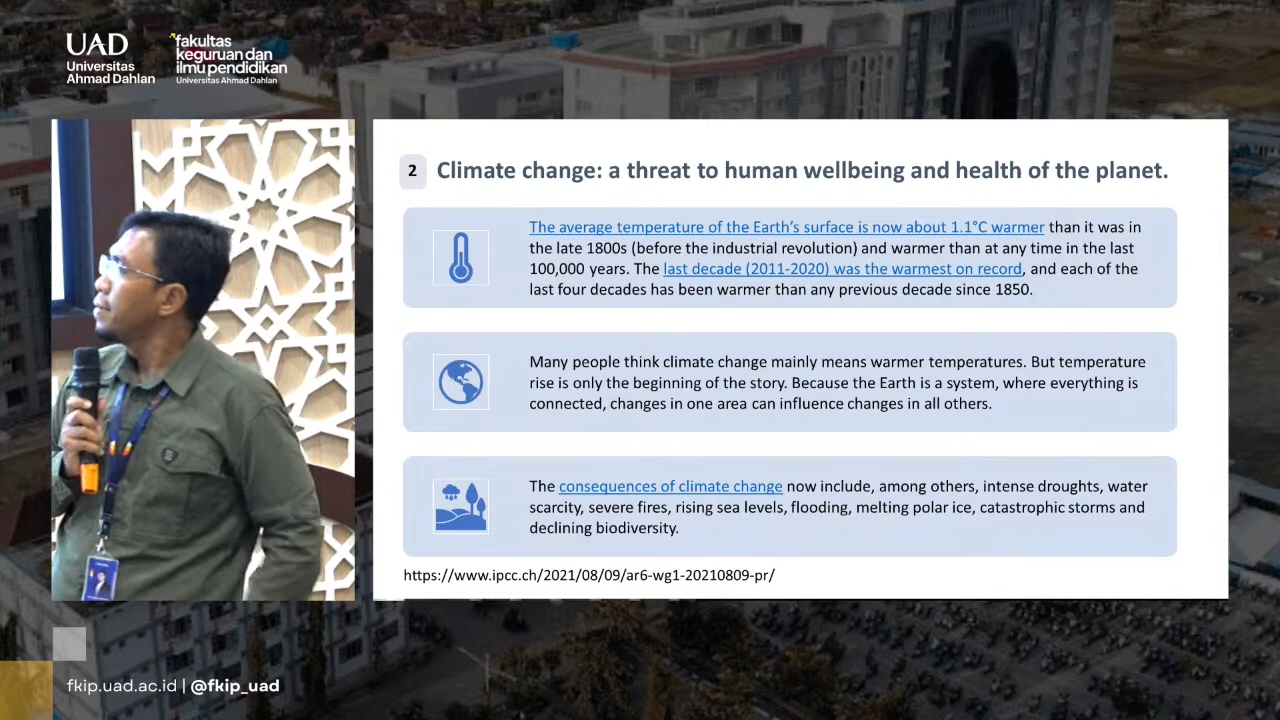 UAD
Universitas
Ahmad Dahlan
fakultas
keguruan dan
ilmu pendidikan
Universitas Ahmad Dahlan
2 Climate change: a threat to human wellbeing and health of the planet.
The average temperature of the Earth’s surface is now about 1.1°C warmer than it was in
the late 1800s (before the industrial revolution) and warmer than at any time in the last
100,000 years. The last decade (2011-2020) was the warmest on record, and each of the
last four decades has been warmer than any previous decade since 1850.
Many people think climate change mainly means warmer temperatures. But temperature
rise is only the beginning of the story. Because the Earth is a system, where everything is
connected, changes in one area can influence changes in all others.
The consequences of climate change now include, among others, intense droughts, water
scarcity, severe fires, rising sea levels, flooding, melting polar ice, catastrophic storms and
declining biodiversity.
https://www.ipcc.ch/2021/08/09/ar6-wg1-20210809-pr/
fkip.uad.ac.id | @fkip_uad